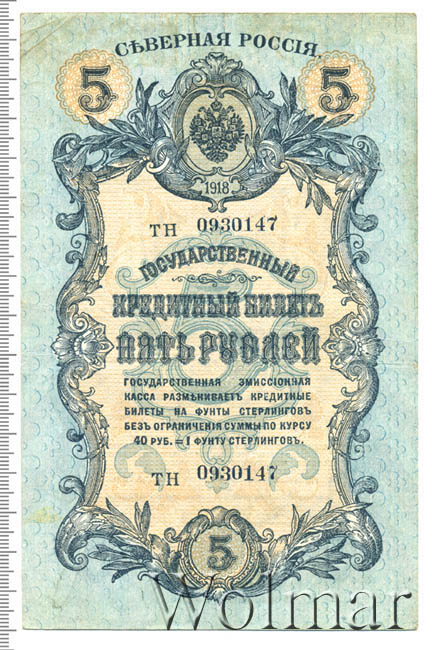 СѢВЕРНАЯ РОССІЯ
5 5
1918
ТН 0930147
ГОСУДАРСТВЕННЫЙ
КРЕДИТНЫЙ БИЛЕТЪ
ПЯТЬ РУБЛЕЙ
ГОСУДАРСТВЕННАЯ ЭМИССІОННАЯ
КАССА РАЗМѢНИВАЕТЪ КРЕДИТНЫЕ
БИЛЕТЫ НА ФУНТЫ СТЕРЛИНГОВЪ
БЕЗЪ ОГРАНИЧЕНІЯ СУММЫ ПО КУРСУ
40 РУБ. = 1 ФУНТУ СТЕРЛИНГОВЪ.
ТН 0930147
5
Wolmar